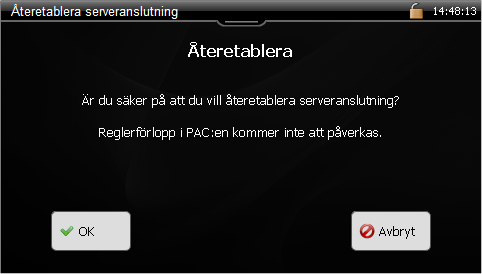 Återetablera serveranslutning
14:48:13
Återetablera
Är du säker på att du vill återetablera serveranslutning?
Reglerförlopp i PAC:en kommer inte att påverkas.
OK
Avbryt